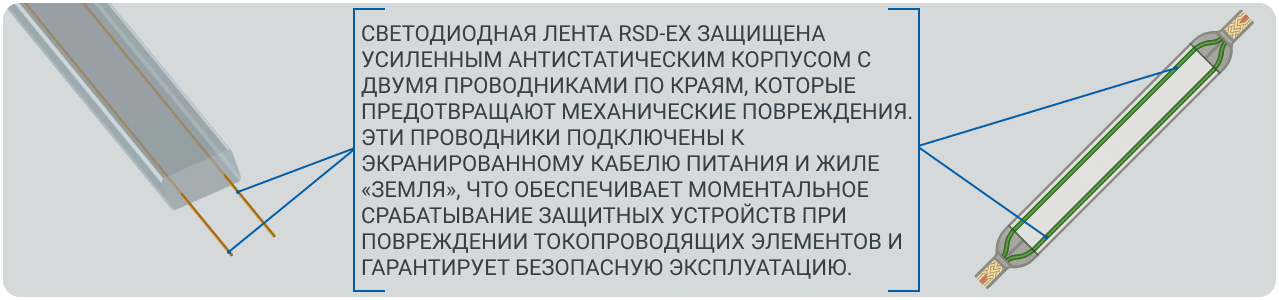 СВЕТОДИОДНАЯ ЛЕНТА RSD-EX ЗАЩИЩЕНА
УСИЛЕННЫМ АНТИСТАТИЧЕСКИМ КОРПУСОМ С
ДВУМЯ ПРОВОДНИКАМИ ПО КРАЯМ, КОТОРЫЕ
ПРЕДОТВРАЩАЮТ МЕХАНИЧЕСКИЕ ПОВРЕЖДЕНИЯ.
ЭТИ ПРОВОДНИКИ ПОДКЛЮЧЕНЫ К
ЭКРАНИРОВАННОМУ КАБЕЛЮ ПИТАНИЯ И ЖИЛЕ
«ЗЕМЛЯ», ЧТО ОБЕСПЕЧИВАЕТ МОМЕНТАЛЬНОЕ
СРАБАТЫВАНИЕ ЗАЩИТНЫХ УСТРОЙСТВ ПРИ
ПОВРЕЖДЕНИИ ТОКОПРОВОДЯЩИХ ЭЛЕМЕНТОВ И
ГАРАНТИРУЕТ БЕЗОПАСНУЮ ЭКСПЛУАТАЦИЮ.